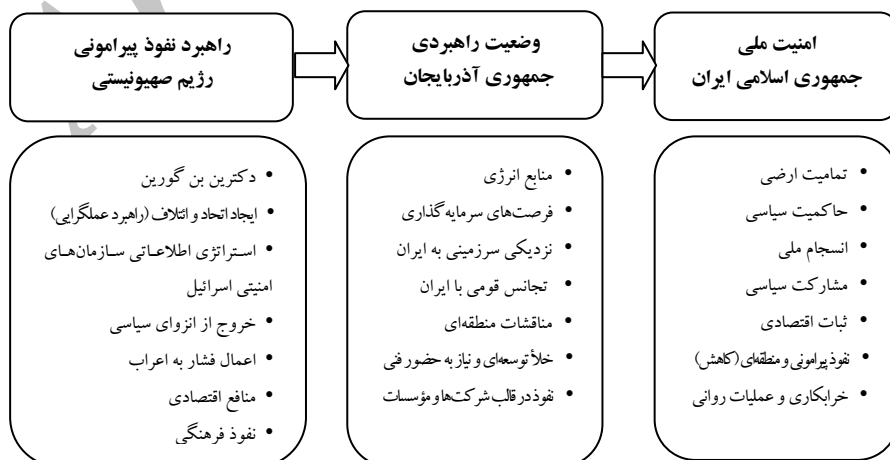 راهبرد نفوذ پیرامونی
رژیم صهیونیستی
وضعیت راهبردی
جمهوری آذربایجان
امنیت ملی
جمهوری اسلامی ایران
• دکترین بن گورین
• ایجاد اتحاد و ائتلاف (راهبرد عملگرایی)
• استراتژی اطلاعـاتی سـازمان‌هـای
امنیتی اسرائیل
• خروج از انزوای سیاسی
• اعمال فشار به اعراب
• منافع اقتصادی
• نفوذ فرهنگی
• منابع انرژی
• فرصت‌های سرمایه‌گذاری
• نزدیکی سرزمینی به ایران
• تجانس قومی با ایران
• مناقشات منطقه‌ای
• خلأ توسعه‌ای و نیاز به حضور فنی
• نفوذ در قالب شرکت‌ها و مؤسسات
• تمامیت ارضی
• حاکمیت سیاسی
• انسجام ملی
• مشارکت سیاسی
• ثبات اقتصادی
• نفوذ پیرامونی و منطقه‌ای (کاهش)
• خرابکاری و عملیات روانی